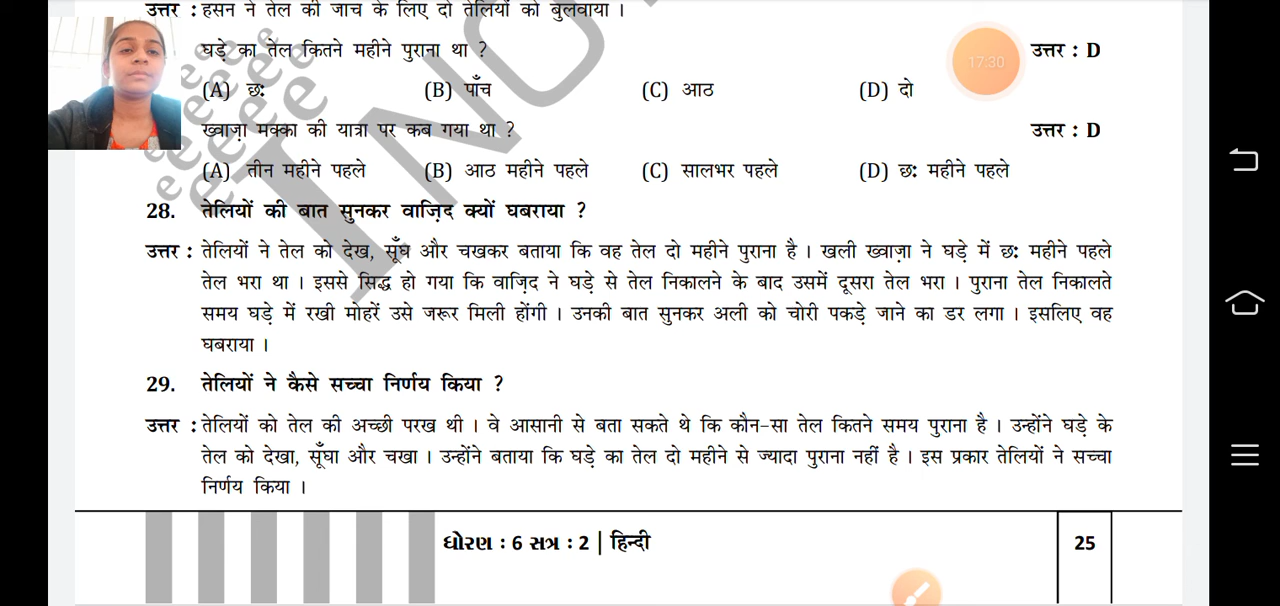 उत्तर : हसन ने तेल की जाच के लिए दो तेलियों को बुलवाया ।
घड़े का तेल कितने महीने पुराना था ? उत्तर : D
17.30
(A) छः (B) पाँच (C) आठ (D) दो
ख्वाज़ा मक्का की यात्रा पर कब गया था ? उत्तर : D
(A) तीन महीने पहले (B) आठ महीने पहले (C) सालभर पहले (D) छः महीने पहले
28. तेलियों की बात सुनकर वाज़िद क्यों घबराया ?
उत्तर : तेलियों ने तेल को देख, सूँघ और चखकर बताया कि वह तेल दो महीने पुराना है । खली ख्वाज़ा ने घड़े में छः महीने पहले
तेल भरा था । इससे सिद्ध हो गया कि वाज़िद ने घड़े से तेल निकालने के बाद उसमें दूसरा तेल भरा । पुराना तेल निकालते
समय घड़े में रखी मोहरें उसे जरूर मिली होंगी । उनकी बात सुनकर अली को चोरी पकड़े जाने का डर लगा । इसलिए वह
घबराया ।
29. तेलियों ने कैसे सच्चा निर्णय किया ?
उत्तर : तेलियों को तेल की अच्छी परख थी । वे आसानी से बता सकते थे कि कौन-सा तेल कितने समय पुराना है । उन्होंने घड़े के
तेल को देखा, सूँघा और चखा । उन्होंने बताया कि घड़े का तेल दो महीने से ज्यादा पुराना नहीं है । इस प्रकार तेलियों ने सच्चा
निर्णय किया ।
ધોરણ : 6 સત્ર : 2 | हिन्दी 25